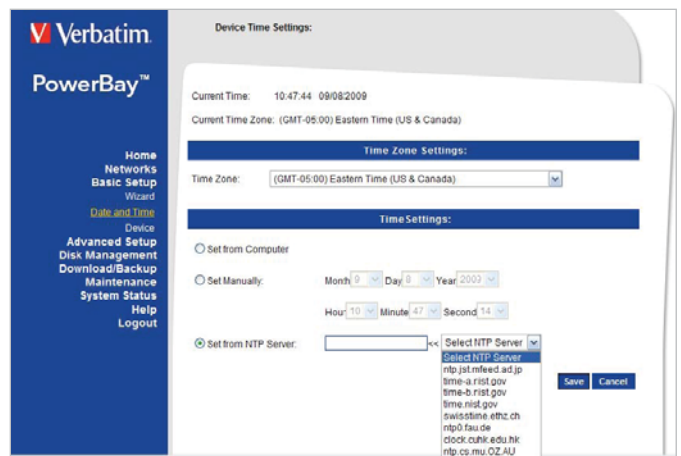 Verbatim.
PowerBay™
Home
Networks
Basic Setup
Wizard
Date and Time
Device
Advanced Setup
Disk Management
Download/Backup
Maintenance
System Status
Help
Logout
Device Time Settings:
Current Time: 10:47:44 09/08/2009
Current Time Zone: (GMT-05:00) Eastern Time (US & Canada)
Time Zone Settings:
Time Zone: (GMT-05:00) Eastern Time (US & Canada)
Time Settings:
Set from Computer
Set Manually: Month 9 Day 8 Year 2009
Hour 10 Minute 47 Second 14
Set from NTP Server: << Select NTP Server
Select NTP Server
ntp.jst.mfeed.ad.jp
time-a.nist.gov
time-b.nist.gov
time.nist.gov
swisstime.ethz.ch
ntp0.fau.de
clock.cuhk.edu.hk
ntp.cs.mu.OZ.AU
Save Cancel